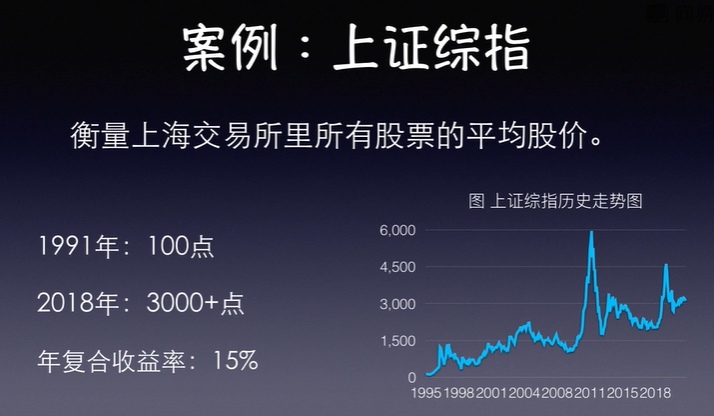 案例：上证综指
衡量上海交易所里所有股票的平均股价。
图 上证综指历史走势图
1991年：100点
2018年：3000+点
年复合收益率：15%
6,000
4,500
3,000
1,500
0
1995 1998 2001 2004 2008 2011 2015 2018